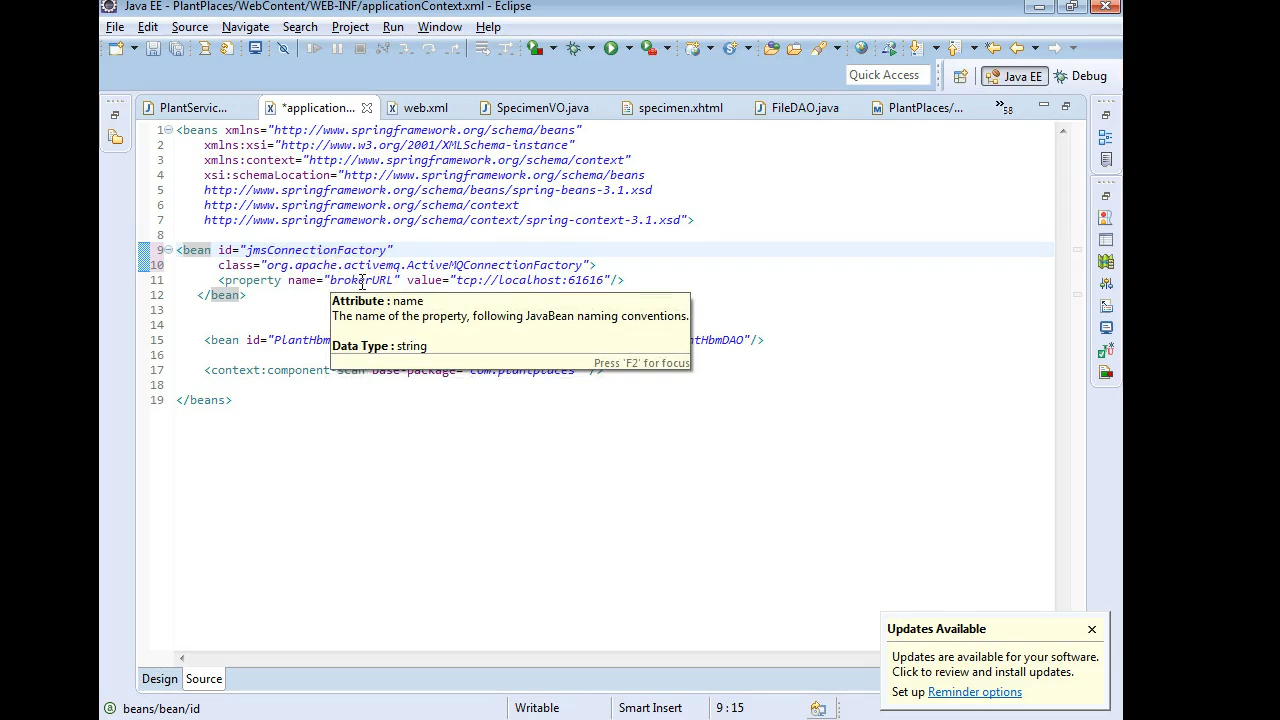 Java EE - PlantPlaces/WebContent/WEB-INF/applicationContext.xml - Eclipse
File Edit Source Navigate Search Project Run Window Help
Quick Access Java EE Debug
PlantServic... *application... web.xml SpecimenVO.java specimen.xhtml FileDAO.java PlantPlaces/... »58
1 <beans xmlns="http://www.springframework.org/schema/beans"
2 xmlns:xsi="http://www.w3.org/2001/XMLSchema-instance"
3 xmlns:context="http://www.springframework.org/schema/context"
4 xsi:schemaLocation="http://www.springframework.org/schema/beans
5 http://www.springframework.org/schema/beans/spring-beans-3.1.xsd
6 http://www.springframework.org/schema/context
7 http://www.springframework.org/schema/context/spring-context-3.1.xsd">
8
9 <bean id="jmsConnectionFactory"
10 class="org.apache.activemq.ActiveMQConnectionFactory">
11 <property name="brokerURL" value="tcp://localhost:61616"/>
12 </bean>
13
14
15 <bean id="PlantHbm antHbmDAO"/>
16
17 <context:component-scan base-package="com.plantplaces" />
18
19 </beans>
Attribute : name
The name of the property, following JavaBean naming conventions.
Data Type : string
Press 'F2' for focus
Updates Available
Updates are available for your software.
Click to review and install updates.
Set up Reminder options
Design Source
beans/bean/id Writable Smart Insert 9 : 15